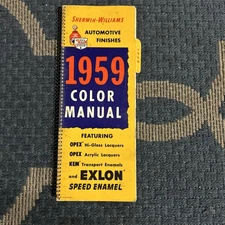 SHERWIN-WILLIAMS
AUTOMOTIVE
FINISHES
1959
COLOR
MANUAL
FEATURING
OPEX Hi-Gloss Lacquers
OPEX Acrylic Lacquers
KEM Transport Enamels
and EXLON
SPEED ENAMEL